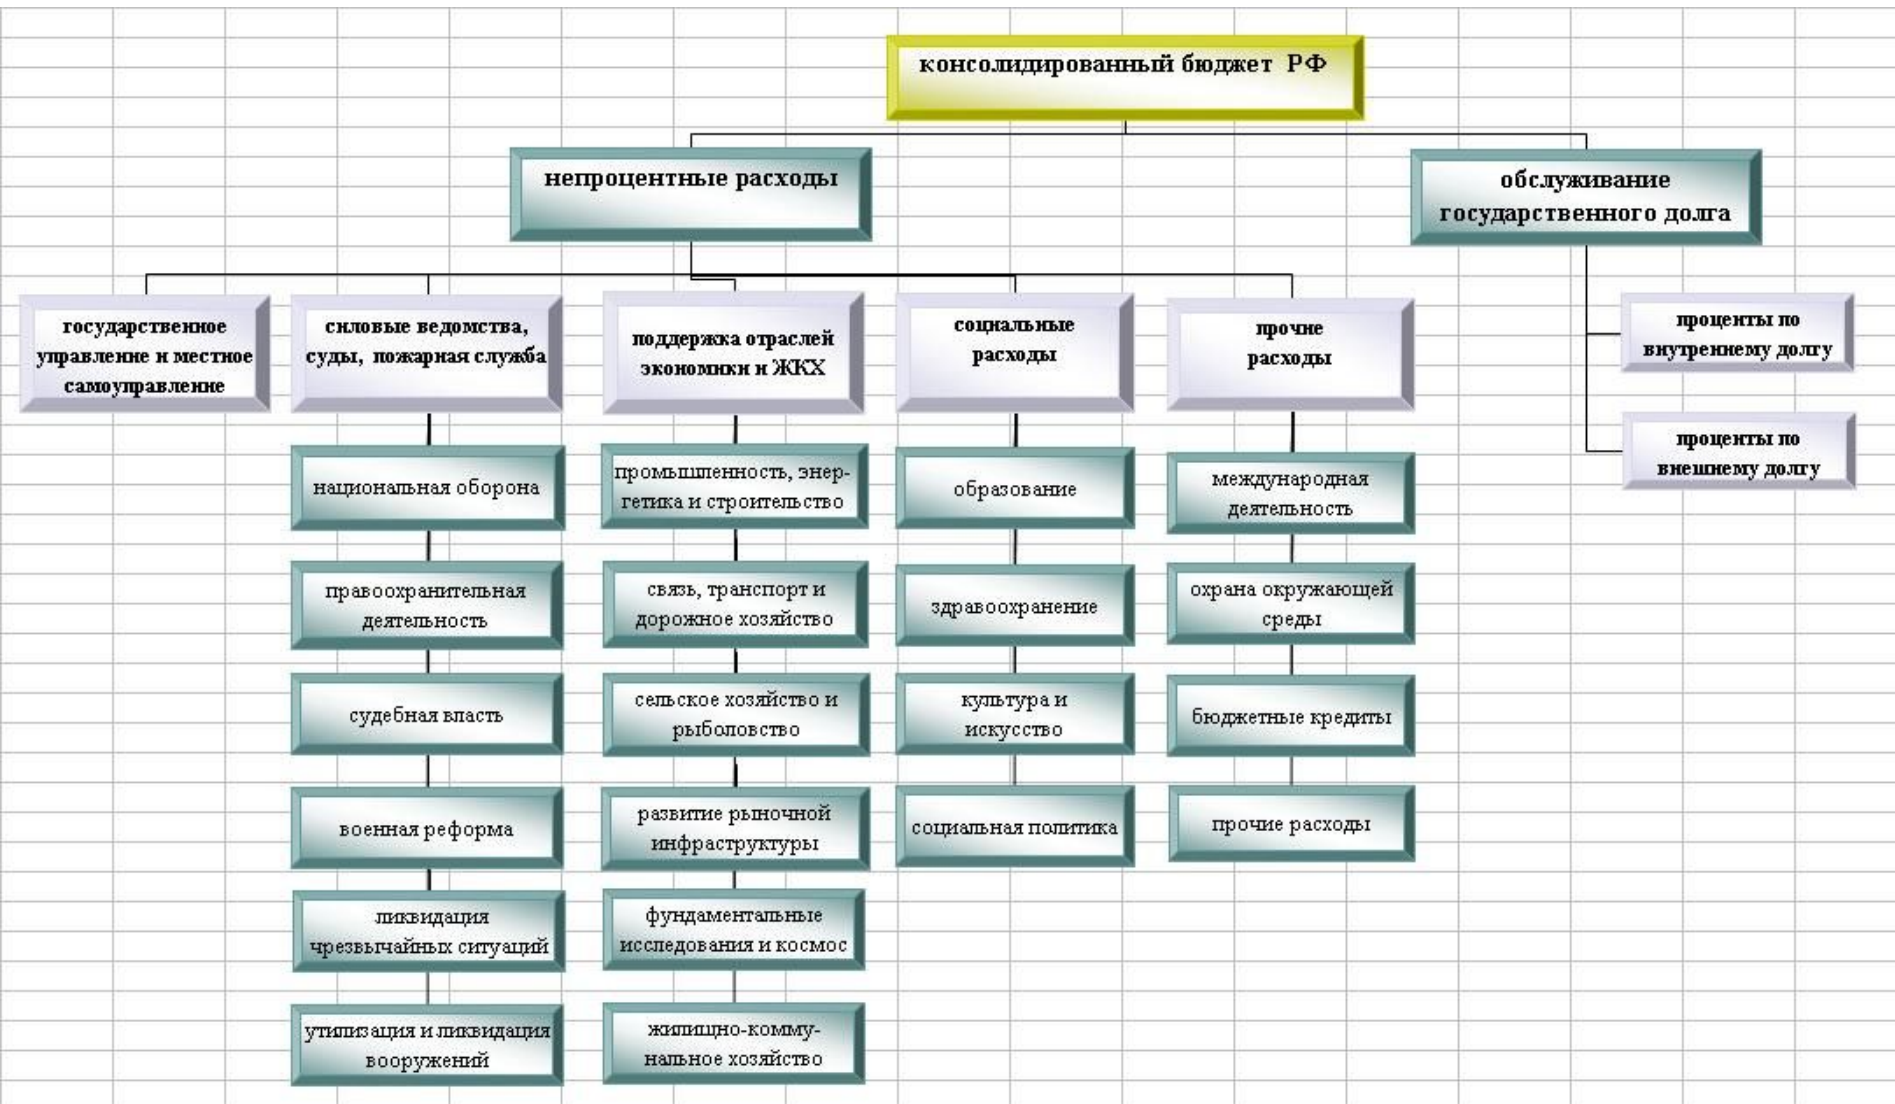 консолидированный бюджет РФ
непроцентные расходы
обслуживание
государственного долга
государственное
управление и местное
самоуправление
силовые ведомства,
суды, пожарная служба
поддержка отраслей
экономики и ЖКХ
социальные
расходы
прочие
расходы
проценты по
внутреннему долгу
проценты по
внешнему долгу
национальная оборона
правоохранительная
деятельность
судебная власть
военная реформа
ликвидация
чрезвычайных ситуаций
утилизация и ликвидация
вооружений
промышленность, энер-
гетика и строительство
связь, транспорт и
дорожное хозяйство
сельское хозяйство и
рыболовство
развитие рыночной
инфраструктуры
фундаментальные
исследования и космос
жилищно-комму-
нальное хозяйство
образование
здравоохранение
культура и
искусство
социальная политика
международная
деятельность
охрана окружающей
среды
бюджетные кредиты
прочие расходы